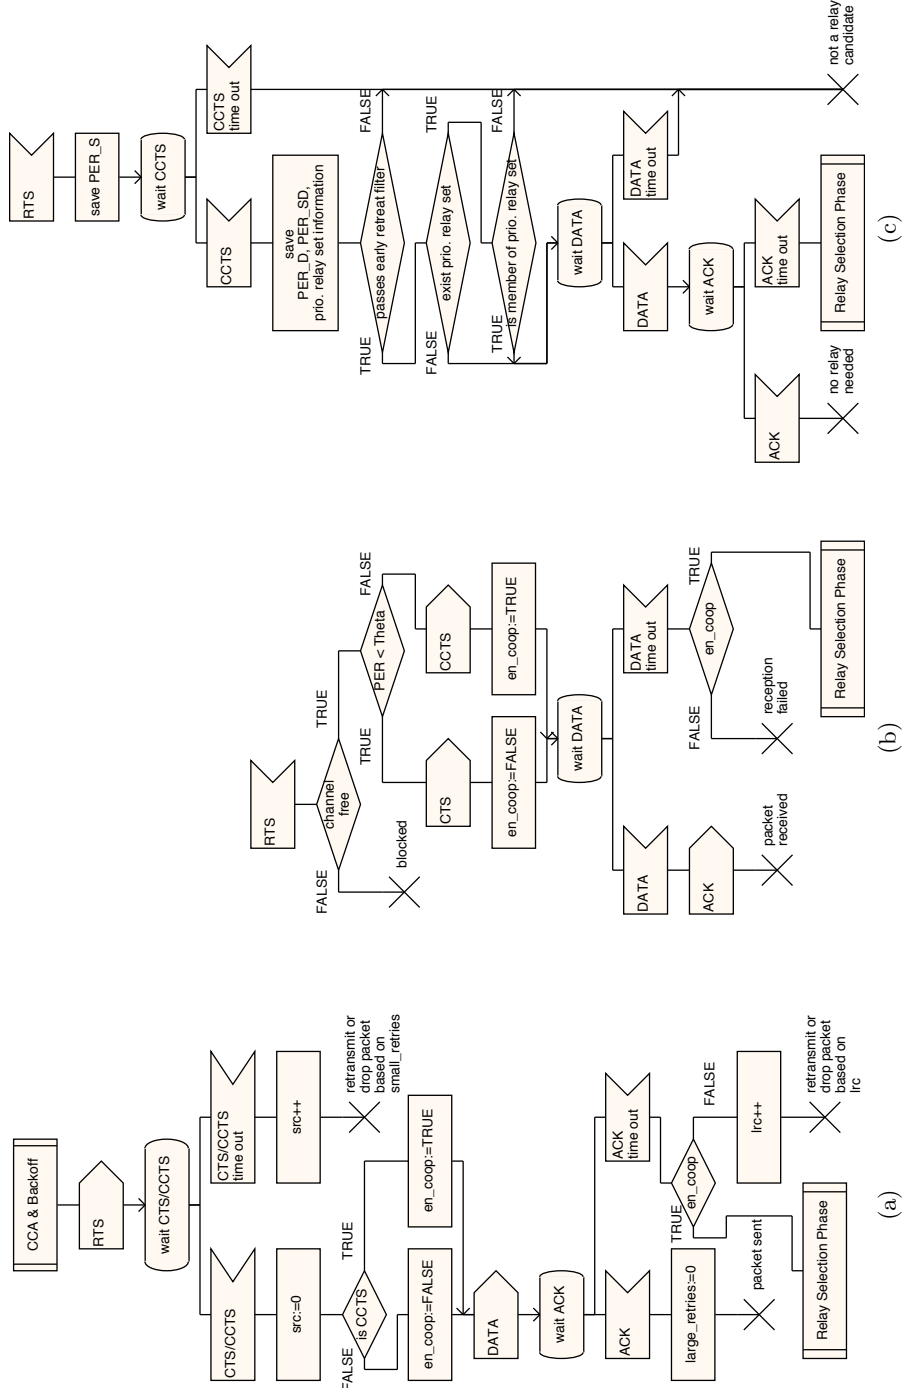 CCA & Backoff
RTS
wait CTS/CCTS
CTS/CCTS
CTS/CCTS
time out
src:=0
src++
retransmit or
drop packet
based on
small_retries
is CCTS
FALSE
TRUE
en_coop:=FALSE
en_coop:=TRUE
DATA
wait ACK
ACK
ACK
time out
large_retries:=0
en_coop
TRUE
FALSE
packet sent
lrc++
Relay Selection Phase
retransmit or
drop packet
based on
lrc
(a)
RTS
channel
free
FALSE
TRUE
blocked
PER < Theta
TRUE
FALSE
CTS
CCTS
en_coop:=FALSE
en_coop:=TRUE
wait DATA
DATA
DATA
time out
ACK
en_coop
FALSE
TRUE
packet
received
reception
failed
Relay Selection Phase
(b)
RTS
save PER_S
wait CCTS
CCTS
CCTS
time out
save
PER_D, PER_SD,
prio. relay set information
passes early retreat filter
TRUE
FALSE
exist prio. relay set
FALSE
TRUE
is member of prio. relay set
TRUE
FALSE
wait DATA
DATA
DATA
time out
wait ACK
ACK
ACK
time out
no relay
needed
Relay Selection Phase
not a relay
candidate
(c)